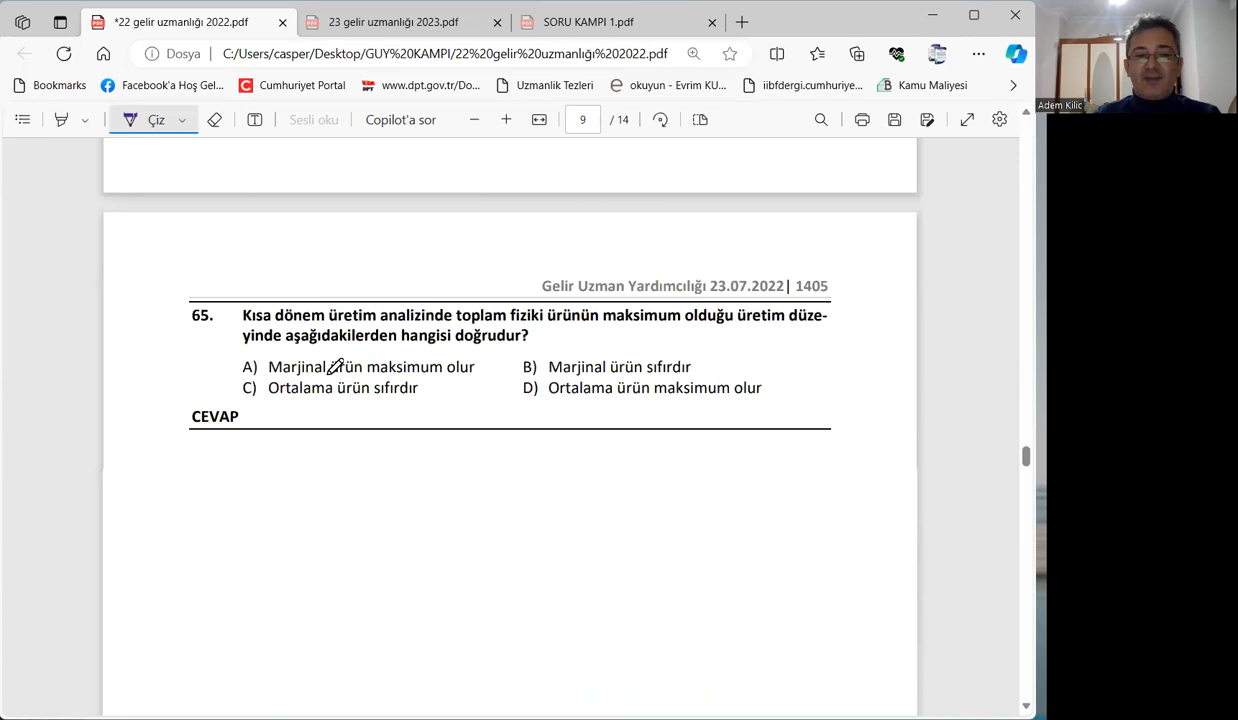 *22 gelir uzmanlığı 2022.pdf
23 gelir uzmanlığı 2023.pdf
SORU KAMPI 1.pdf
Dosya
C:/Users/casper/Desktop/GUY%20KAMPI/22%20gelir%20uzmanlığı%202022.pdf
Bookmarks
Facebook'a Hoş Gel...
Cumhuriyet Portal
www.dpt.gov.tr/Do...
Uzmanlık Tezleri
okuyun - Evrim KU...
iibfdergi.cumhuriye...
Kamu Maliyesi
Çiz
Sesli oku
Copilot'a sor
9 / 14
Adem Kilic
Gelir Uzman Yardımcılığı 23.07.2022| 1405
65. Kısa dönem üretim analizinde toplam fiziki ürünün maksimum olduğu üretim düze-
yinde aşağıdakilerden hangisi doğrudur?
A) Marjinal ürün maksimum olur
B) Marjinal ürün sıfırdır
C) Ortalama ürün sıfırdır
D) Ortalama ürün maksimum olur
CEVAP